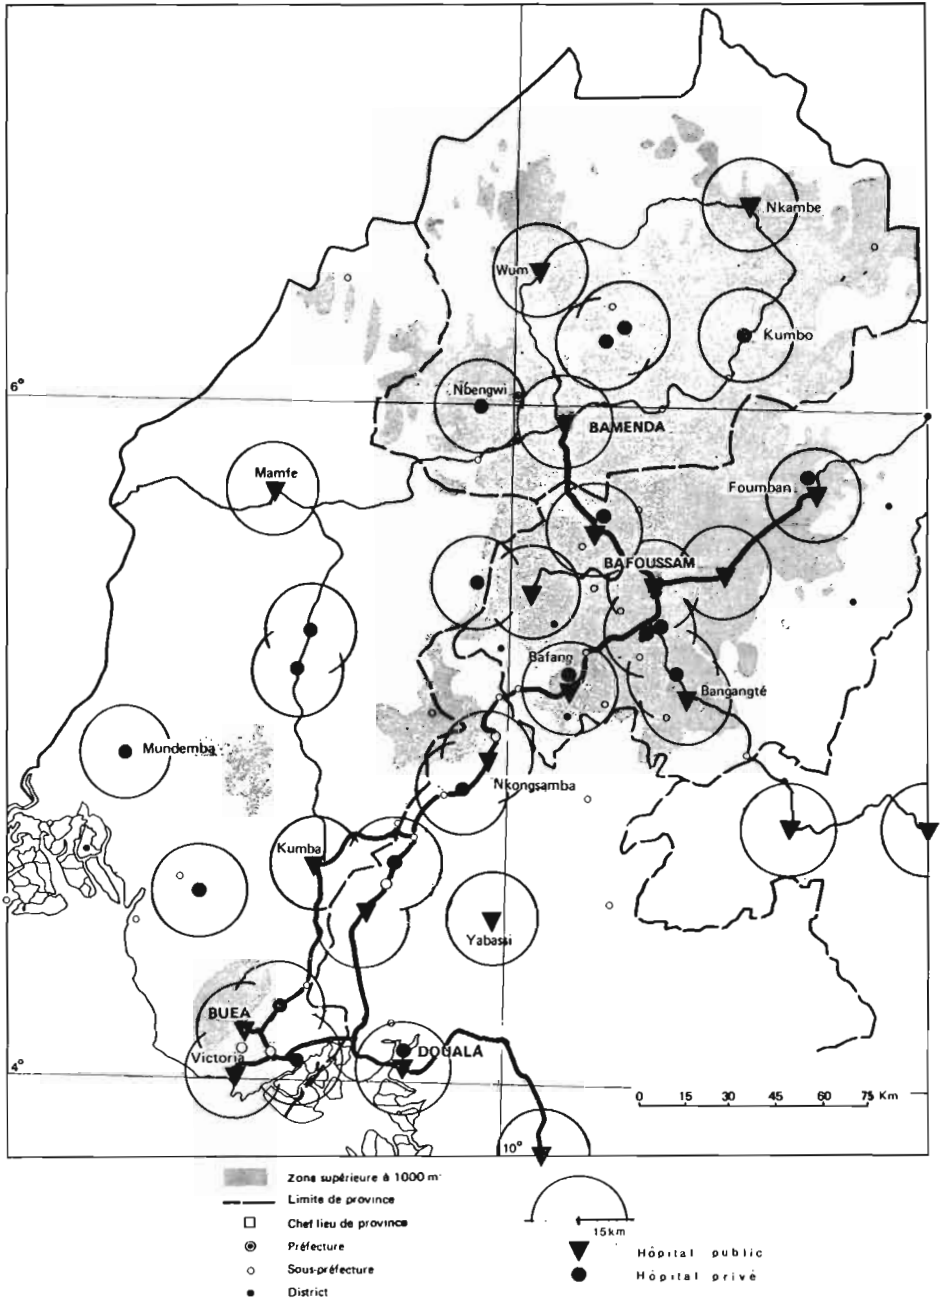 Nkambe
Wum
Kumbo
6°
Nbengwi
BAMENDA
Mamfe
Foumban
BAFOUSSAM
Bafang
Bangangté
Mundemba
Nkongsamba
Kumba
Yabassi
BUEA
DOUALA
Victoria
4°
0 15 30 45 60 75 Km
10°
Zone supérieure à 1000 m
Limite de province
Chef lieu de province
Préfecture
Sous-préfecture
District
15km
Hôpital public
Hôpital privé